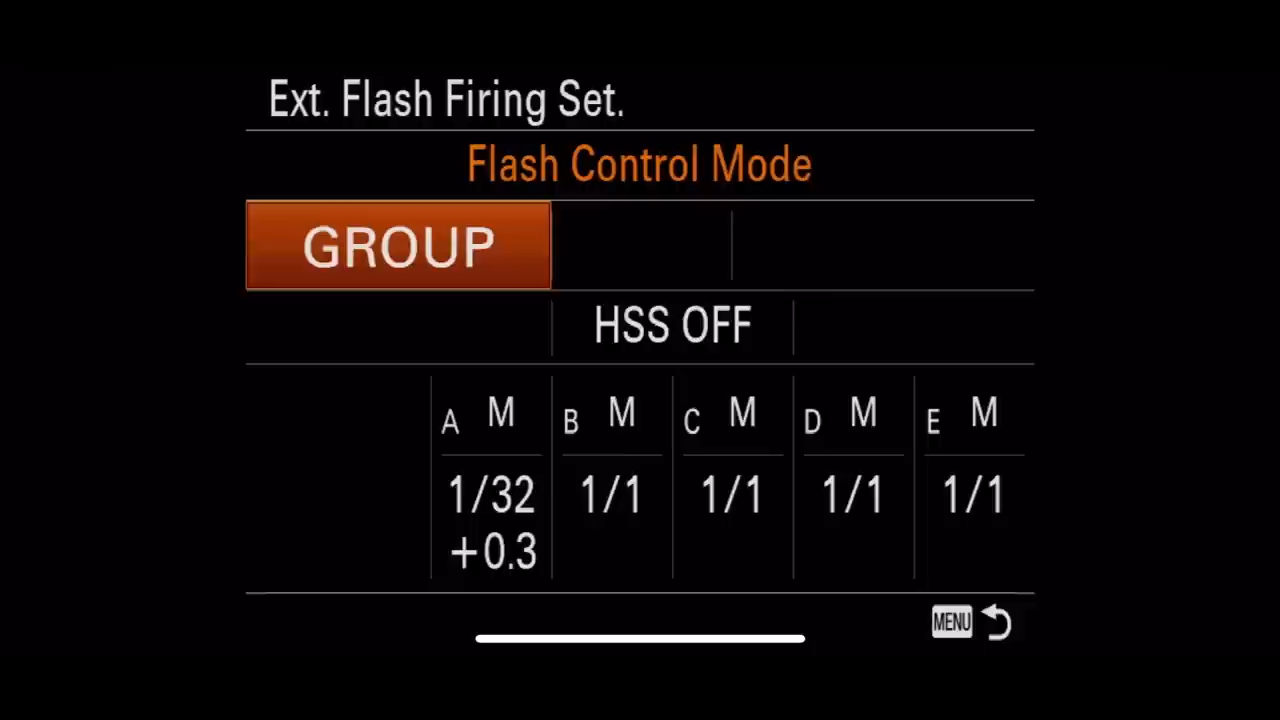 Ext. Flash Firing Set.
Flash Control Mode
GROUP
HSS OFF
A M B M C M D M E M
1/32 1/1 1/1 1/1 1/1
+0.3
MENU